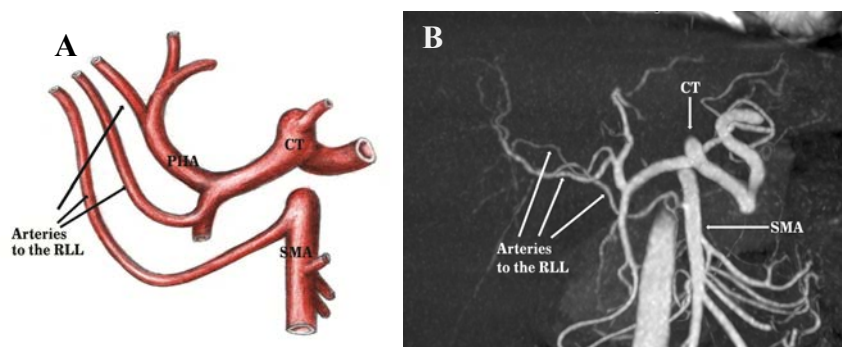 A
PHA
CT
Arteries
to the RLL
SMA
B
CT
SMA
Arteries
to the RLL